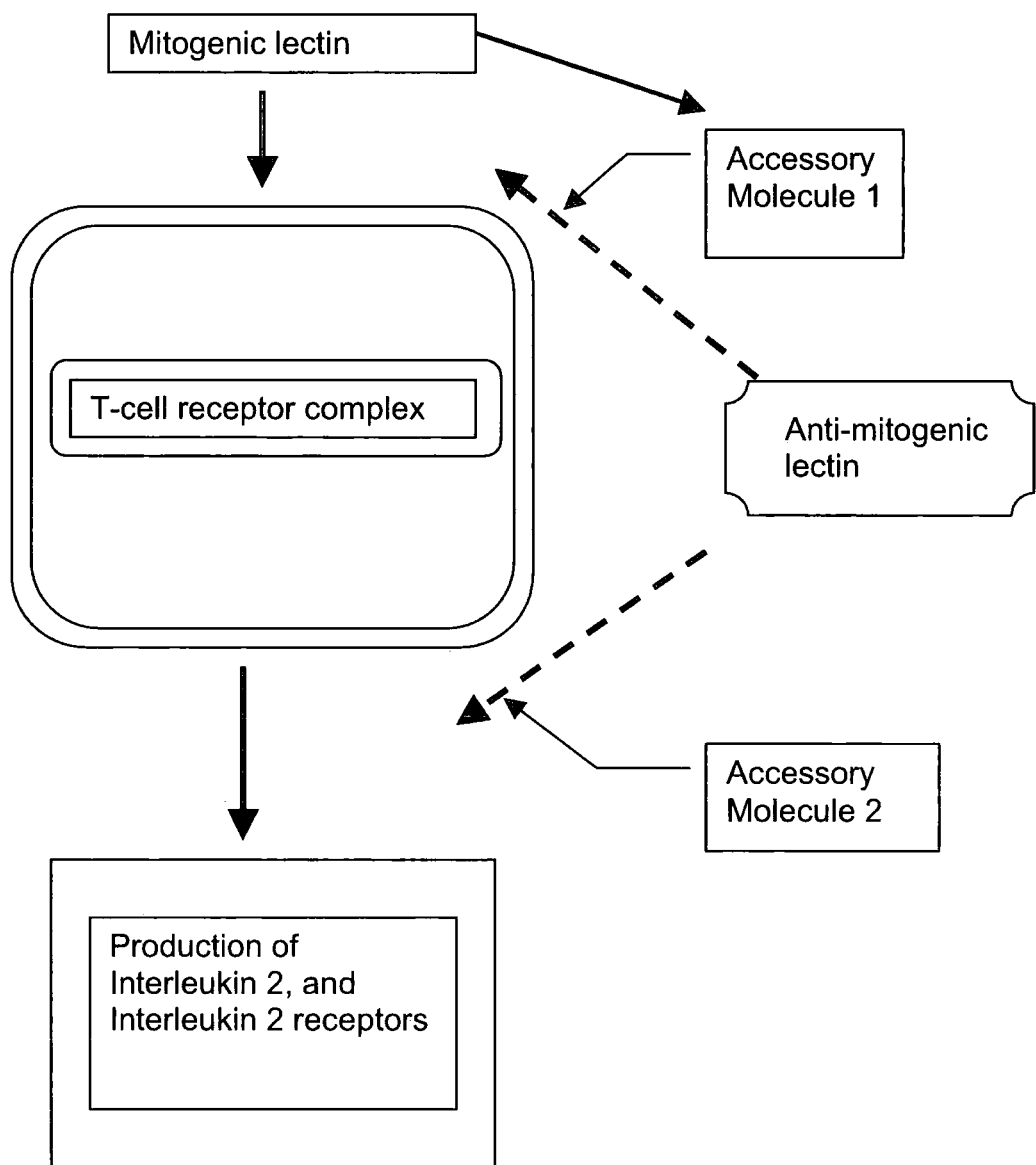 Mitogenic lectin
Accessory
Molecule 1
T-cell receptor complex
Anti-mitogenic
lectin
Accessory
Molecule 2
Production of
Interleukin 2, and
Interleukin 2 receptors